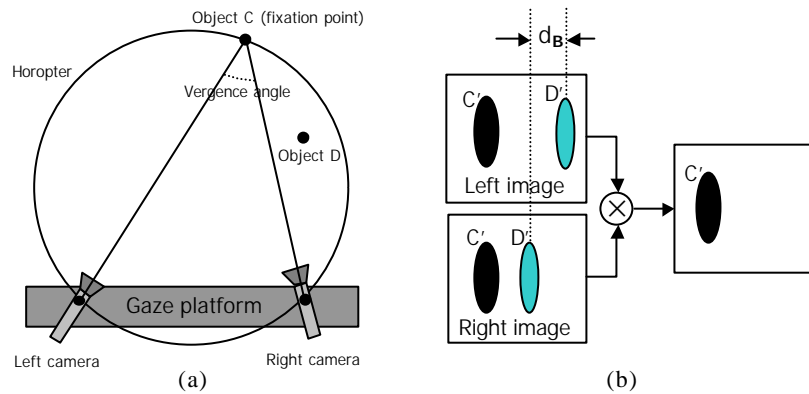 Object C (fixation point)
Horopter
Vergence angle
Object D
Gaze platform
Left camera
Right camera
(a)
d_B
C′
D′
Left image
C′
D′
Right image
C′
(b)